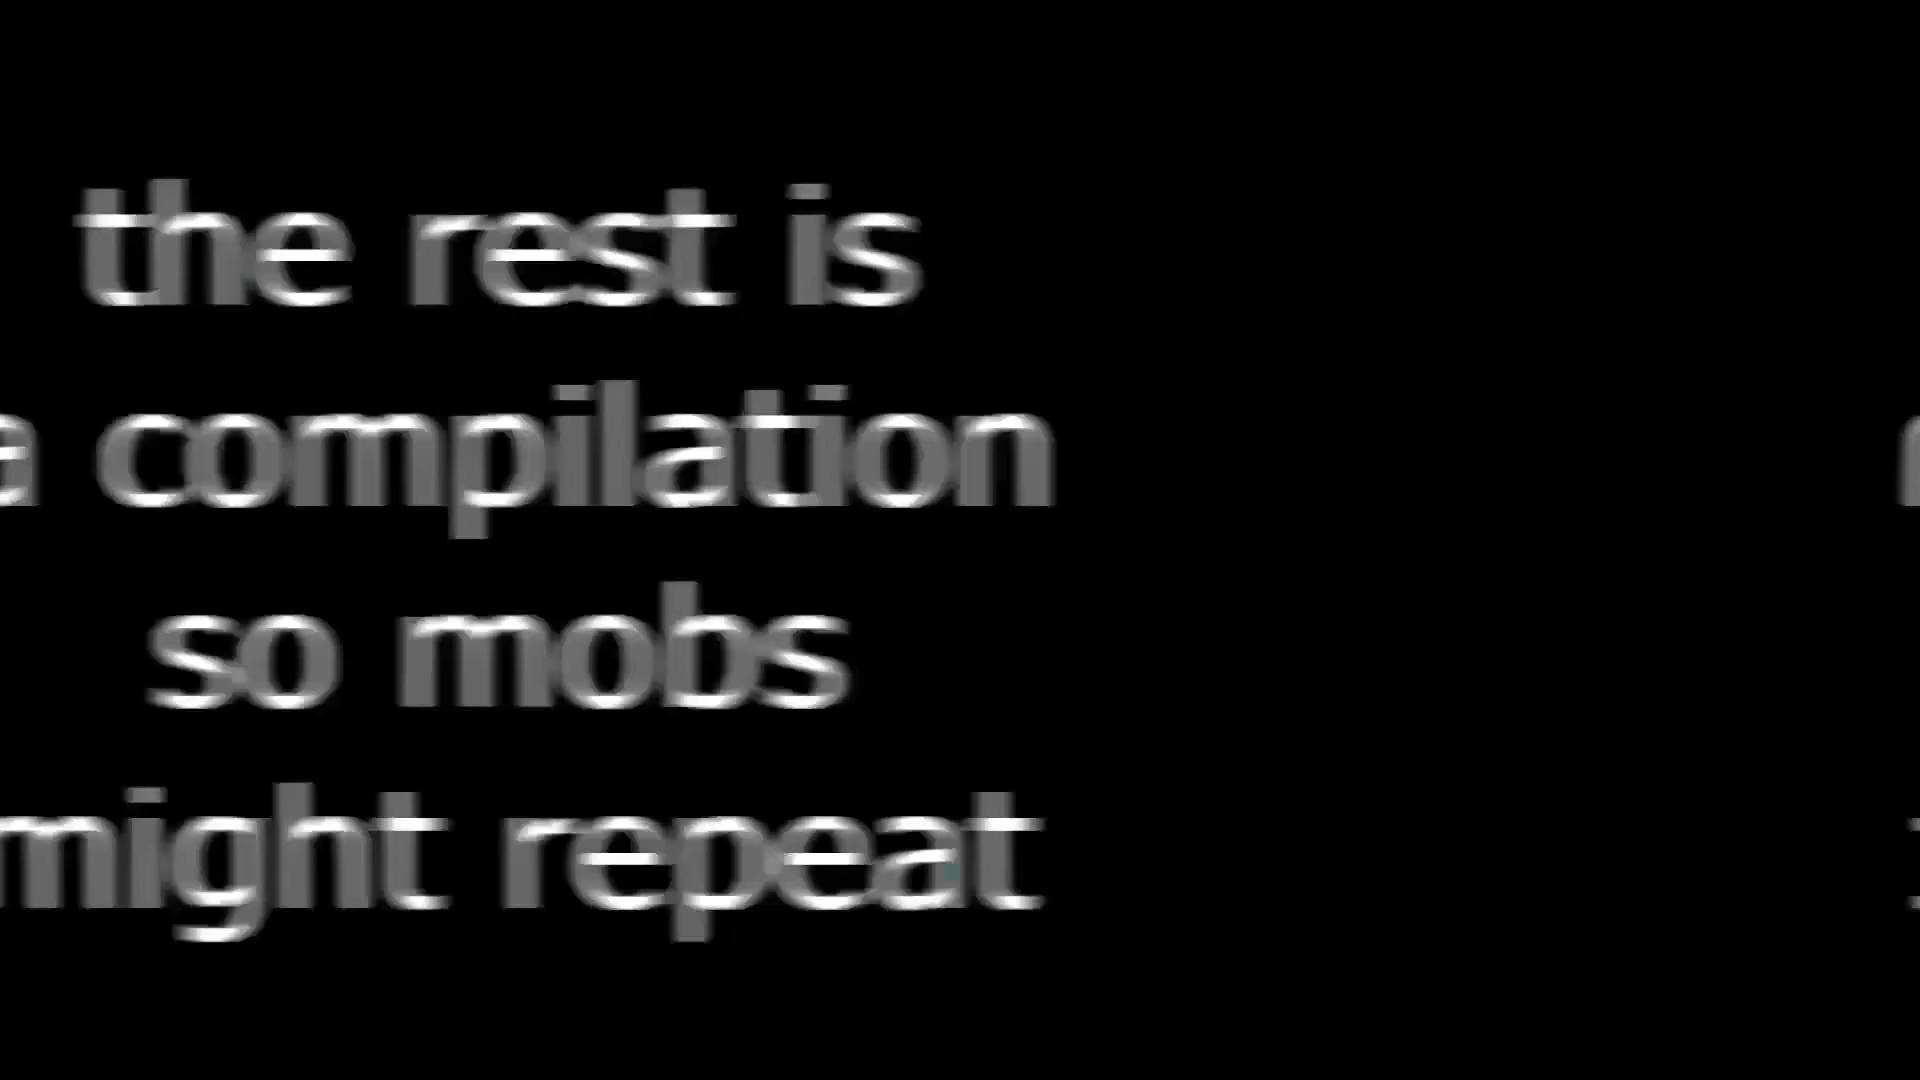 the rest is
a compilation
so mobs
might repeat